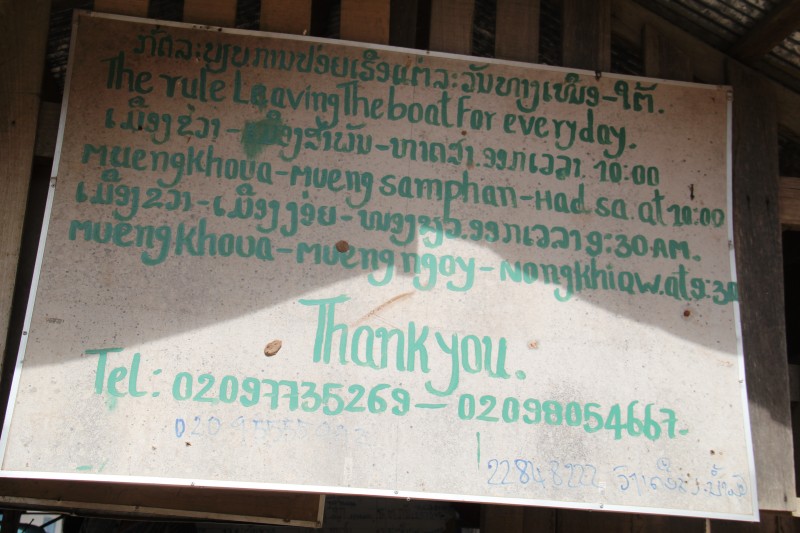 ກົດລະບຽບການປ່ອຍເຮືອແຕ່ລະວັນທາງເໜືອ-ໃຕ້.
The rule Leaving The boat For everyday.
ເມືອງຂວາ-ເມືອງສຳພັນ-ຫາດສາ.ອອກເວລາ. 10:00
muengkhoua-mueng samphan-Had sa. at 10:00
ເມືອງຂວາ-ເມືອງງອ່ຍ-ໜອງຂຽວ.ອອກເວລາ 9:30 AM.
muengkhoua-mueng ngoy-Nongkhiaw.at 9:30
Thank you.
Tel: 02097735269 — 02098054667.
020